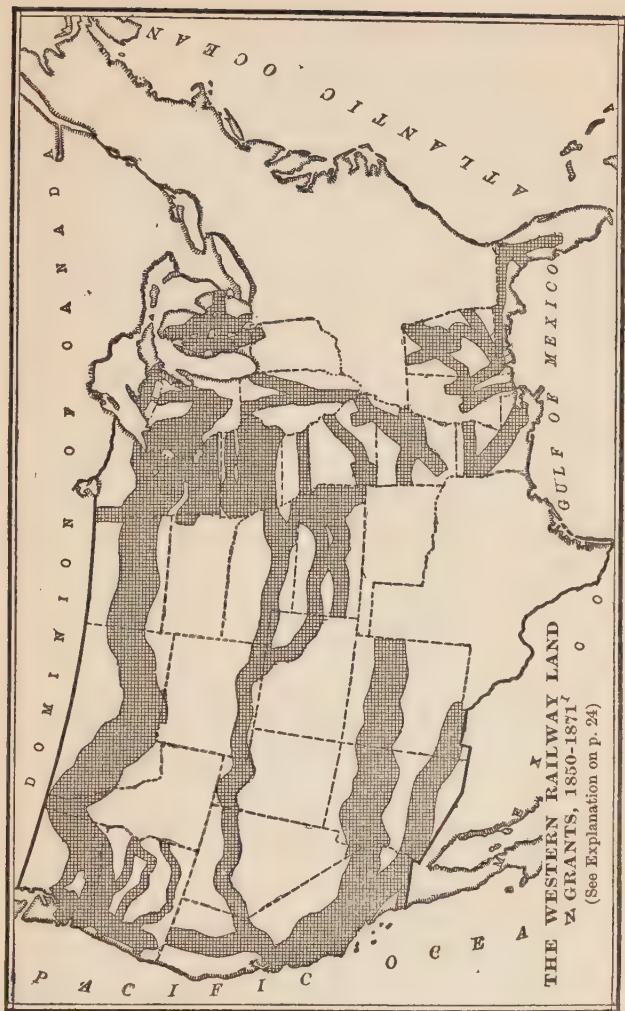 DOMINION OF CANADA
ATLANTIC OCEAN
PACIFIC OCEA
GULF OF MEXICO
THE WESTERN RAILWAY LAND
GRANTS, 1850-1871
(See Explanation on p. 24)